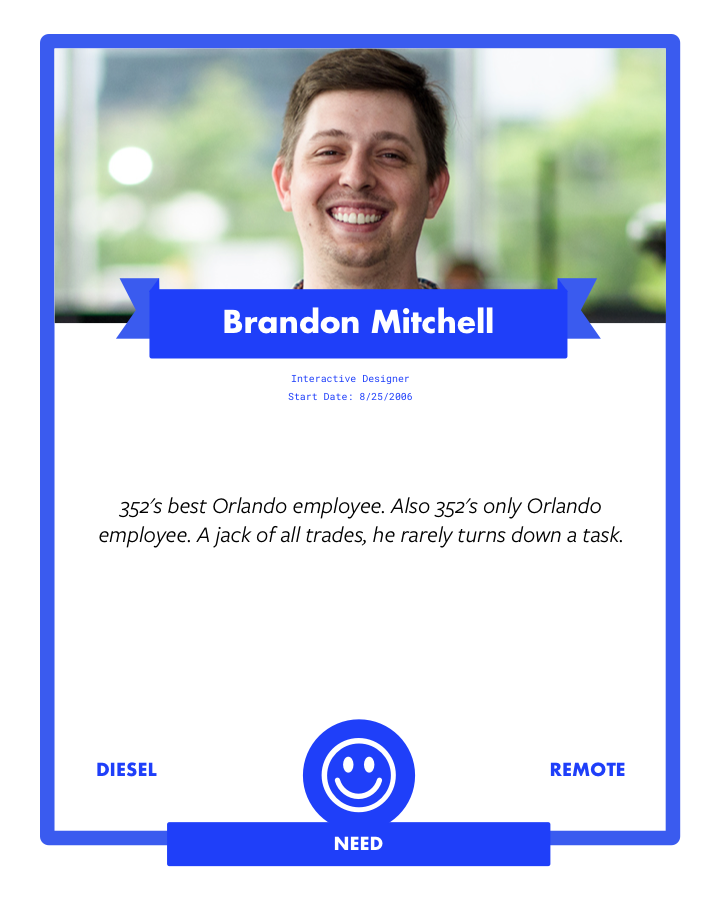 Brandon Mitchell
Interactive Designer
Start Date: 8/25/2006
352's best Orlando employee. Also 352's only Orlando
employee. A jack of all trades, he rarely turns down a task.
DIESEL
REMOTE
NEED